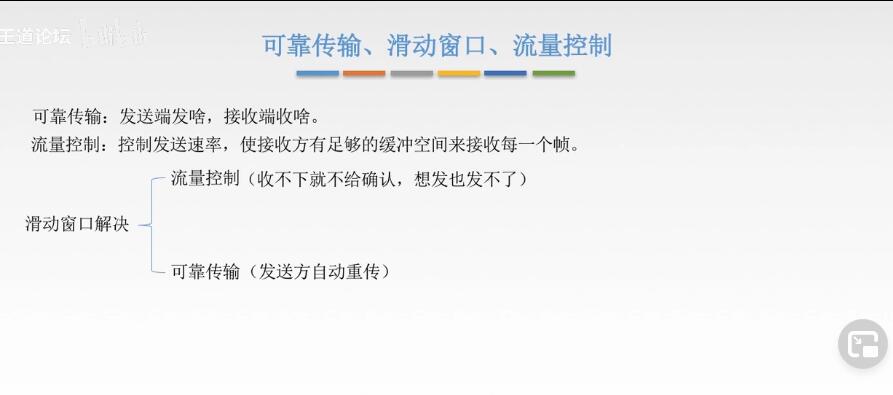 王道论坛
可靠传输、滑动窗口、流量控制
可靠传输：发送端发啥，接收端收啥。
流量控制：控制发送速率，使接收方有足够的缓冲空间来接收每一个帧。
流量控制（收不下就不给确认，想发也发不了）
滑动窗口解决
可靠传输（发送方自动重传）